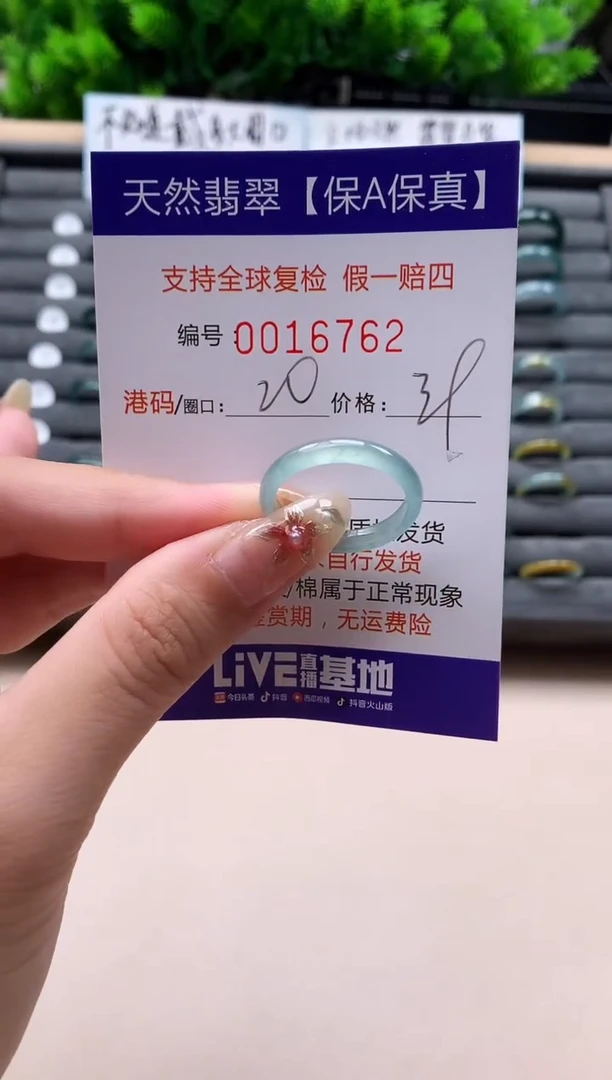 天然翡翠【保A保真】
支持全球复检 假一赔四
编号:0016762
港码/圈口: 20 价格:
发货
自行发货
棉属于正常现象
赏期，无运费险
LiVE直播基地
今日头条 抖音 西瓜视频 抖音火山版